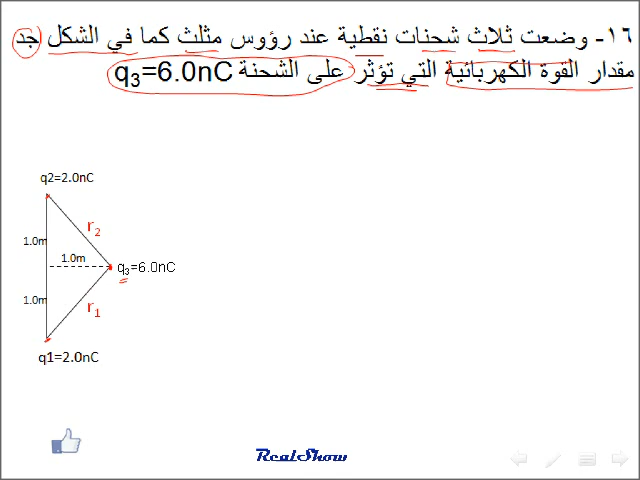 ١٦- وضعت ثلاث شحنات نقطية عند رؤوس مثلث كما في الشكل جد
مقدار القوة الكهربائية التي تؤثر على الشحنة q3=6.0nC
q2=2.0nC
r2
1.0m
1.0m
q3=6.0nC
1.0m
r1
q1=2.0nC
RealShow